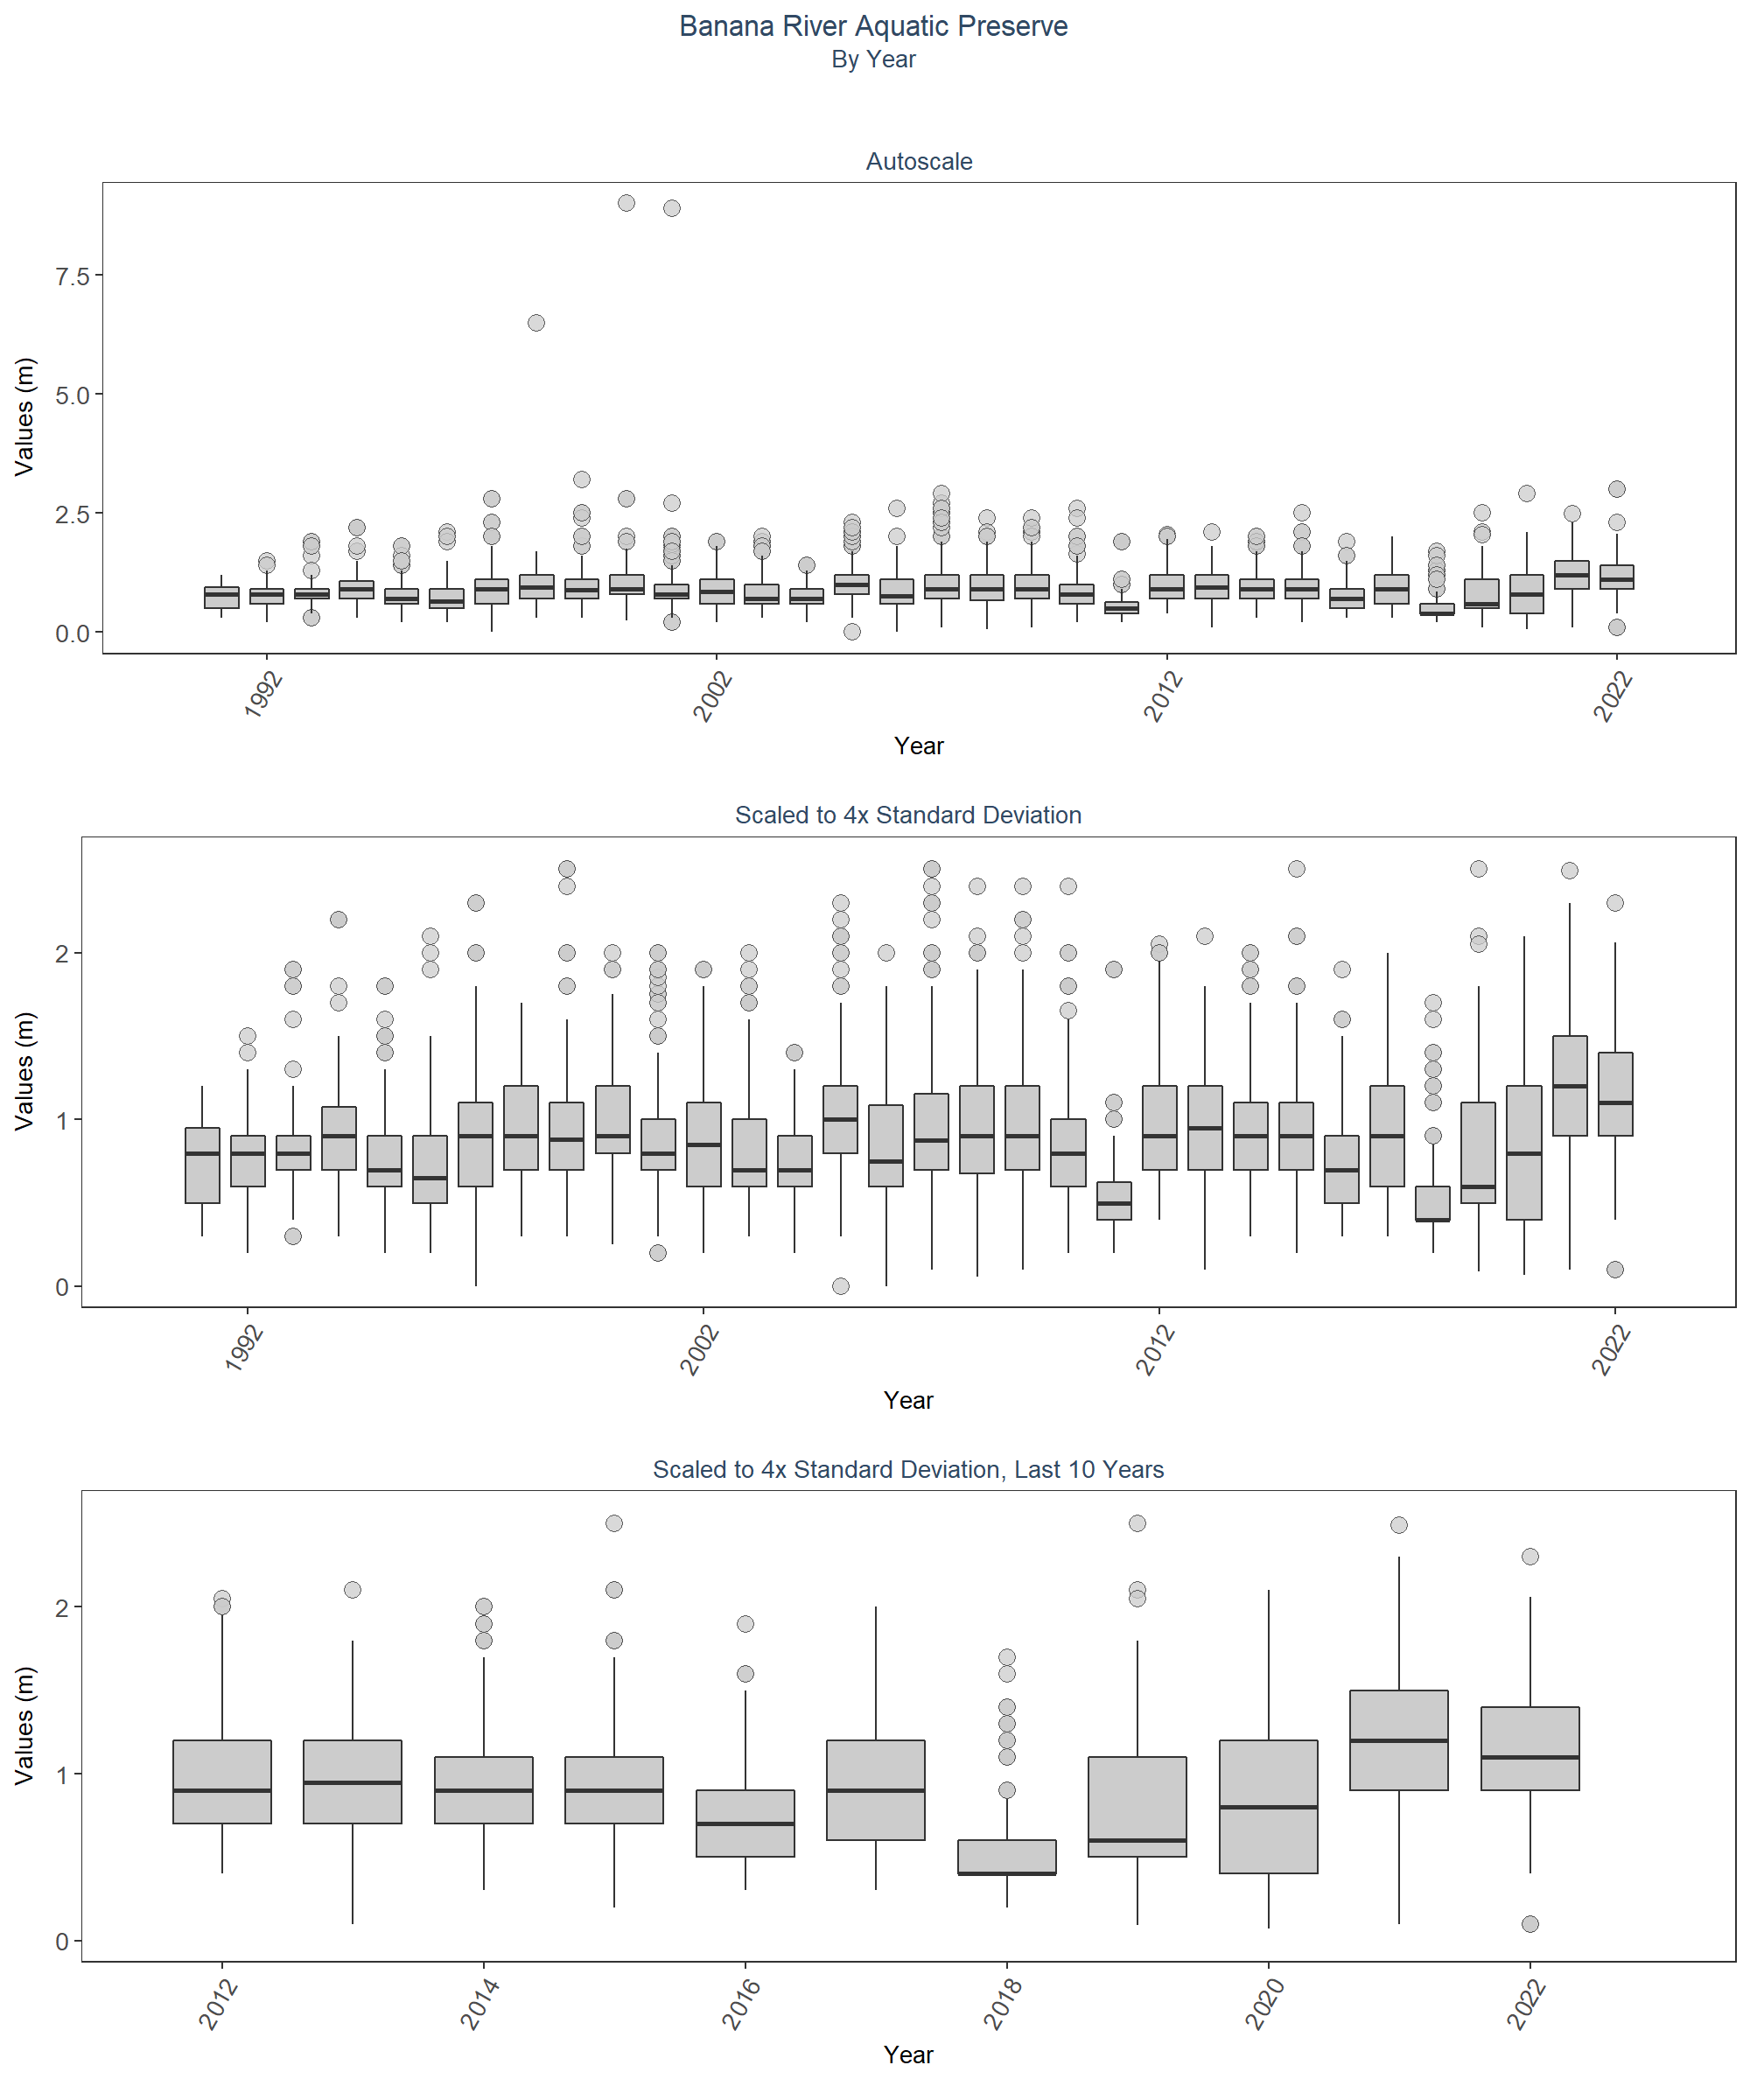 Banana River Aquatic Preserve
By Year
Autoscale
Values (m)
7.5
5.0
2.5
0.0
1992
2002
2012
2022
Year
Scaled to 4x Standard Deviation
Values (m)
2
1
0
1992
2002
2012
2022
Year
Scaled to 4x Standard Deviation, Last 10 Years
Values (m)
2
1
0
2012
2014
2016
2018
2020
2022
Year